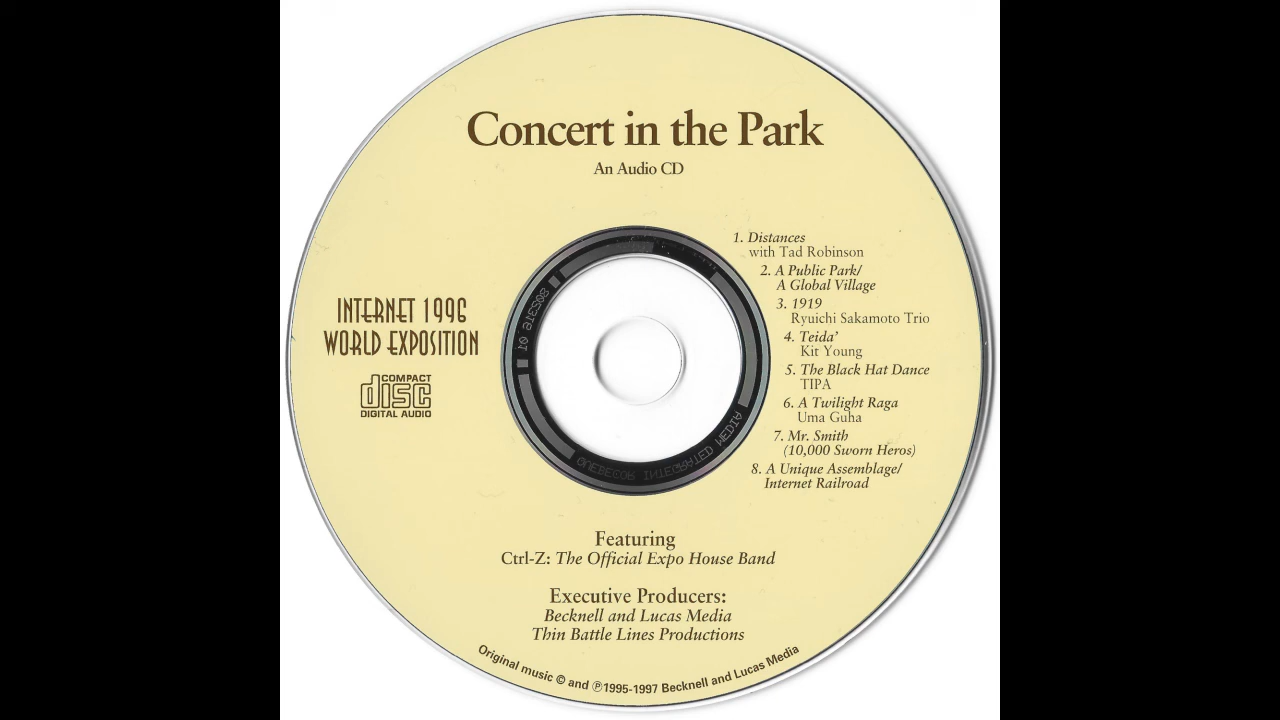 Concert in the Park
An Audio CD
1. Distances
with Tad Robinson
2. A Public Park/
A Global Village
3. 1919
Ryuichi Sakamoto Trio
4. Teida’
Kit Young
5. The Black Hat Dance
TIPA
6. A Twilight Raga
Uma Guha
7. Mr. Smith
(10,000 Sworn Heros)
8. A Unique Assemblage/
Internet Railroad
INTERNET 1996
WORLD EXPOSITION
COMPACT
disc
DIGITAL AUDIO
QUEBECOR INTEGRATED MEDIA
Featuring
Ctrl-Z: The Official Expo House Band
Executive Producers:
Becknell and Lucas Media
Thin Battle Lines Productions
Original music © and ℗1995-1997 Becknell and Lucas Media